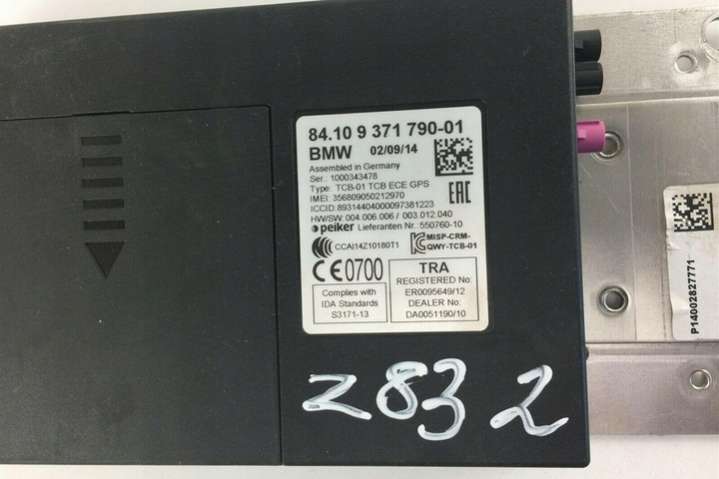 84.10 9 371 790-01
BMW 02/09/14
Assembled in Germany
Ser.: 1000343478
Type: TCB-01 TCB ECE GPS
IMEI: 356809050212970
ICCID: 89314404000097381223
HW/SW: 004.006.006 / 003.012.040
peiker Lieferanten Nr.: 550760-10
EAC
CCAI14Z10180T1
MISP-CRM-
QWY-TCB-01
CE0700
Complies with
IDA Standards
S3171-13
TRA
REGISTERED No:
ER0095649/12
DEALER No:
DA0051190/10
P14002827771
Z832